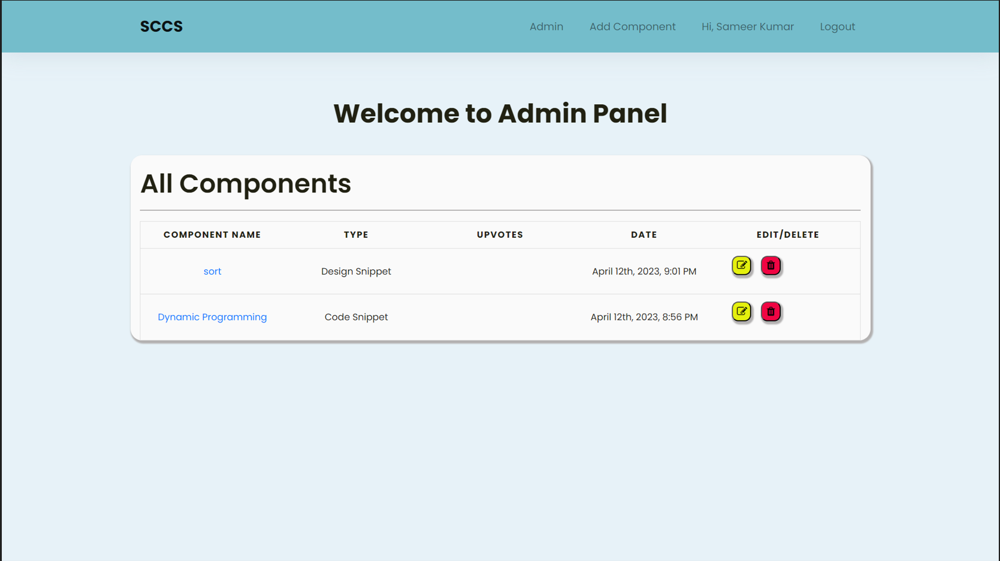 SCCS Admin Add Component Hi, Sameer Kumar Logout
Welcome to Admin Panel
All Components
COMPONENT NAME TYPE UPVOTES DATE EDIT/DELETE
sort Design Snippet April 12th, 2023, 9:01 PM
Dynamic Programming Code Snippet April 12th, 2023, 8:56 PM